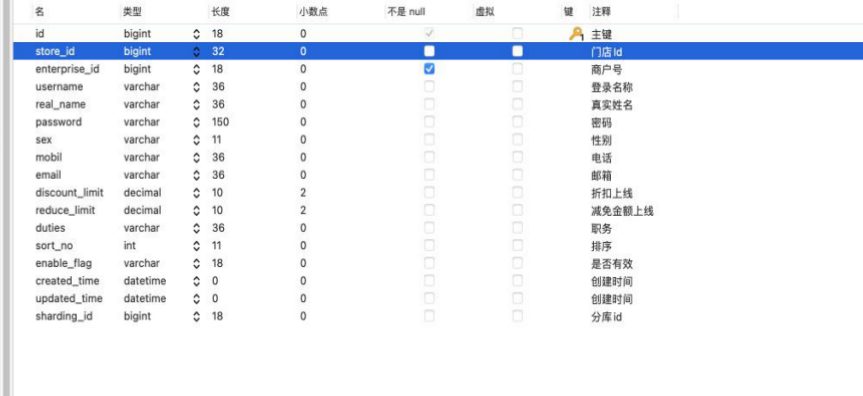 名 类型 长度 小数点 不是 null 虚拟 键 注释
id bigint 18 0 1 主键
store_id bigint 32 0 门店Id
enterprise_id bigint 18 0 商户号
username varchar 36 0 登录名称
real_name varchar 36 0 真实姓名
password varchar 150 0 密码
sex varchar 11 0 性别
mobil varchar 36 0 电话
email varchar 36 0 邮箱
discount_limit decimal 10 2 折扣上线
reduce_limit decimal 10 2 减免金额上线
duties varchar 36 0 职务
sort_no int 11 0 排序
enable_flag varchar 18 0 是否有效
created_time datetime 0 0 创建时间
updated_time datetime 0 0 创建时间
sharding_id bigint 18 0 分库id